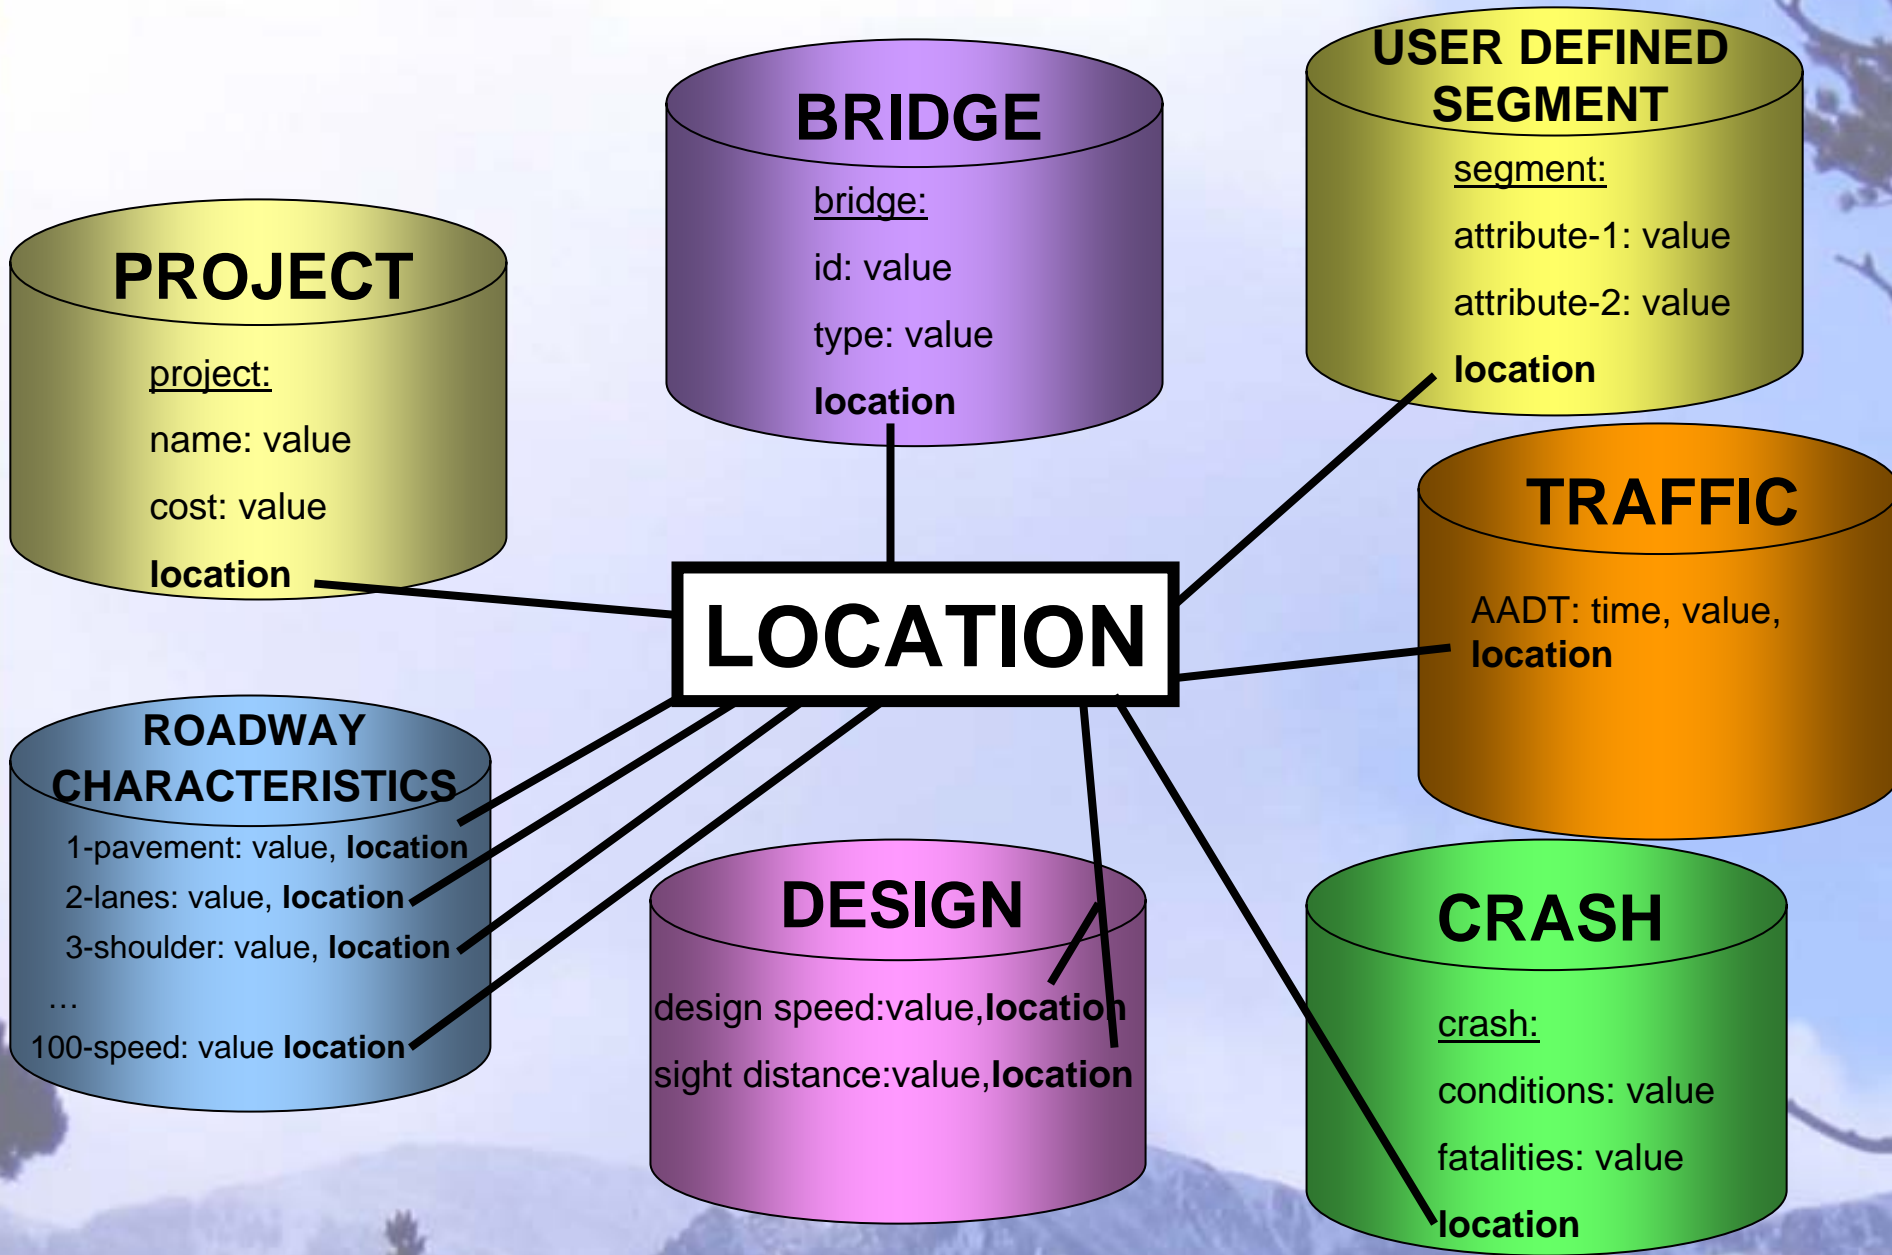 BRIDGE
bridge:
id: value
type: value
location
USER DEFINED
SEGMENT
segment:
attribute-1: value
attribute-2: value
location
PROJECT
project:
name: value
cost: value
location
LOCATION
TRAFFIC
AADT: time, value,
location
ROADWAY
CHARACTERISTICS
1-pavement: value, location
2-lanes: value, location
3-shoulder: value, location
…
100-speed: value location
DESIGN
design speed:value,location
sight distance:value,location
CRASH
crash:
conditions: value
fatalities: value
location